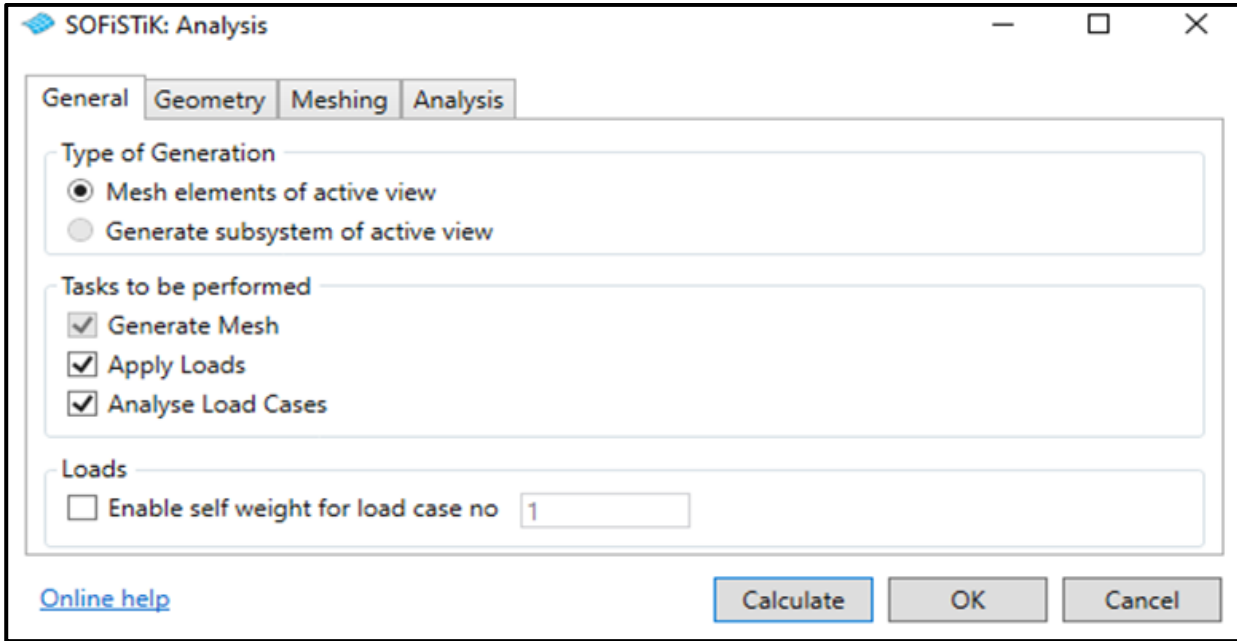 SOFiSTiK: Analysis
General Geometry Meshing Analysis
Type of Generation
Mesh elements of active view
Generate subsystem of active view
Tasks to be performed
Generate Mesh
Apply Loads
Analyse Load Cases
Loads
Enable self weight for load case no 1
Online help Calculate OK Cancel